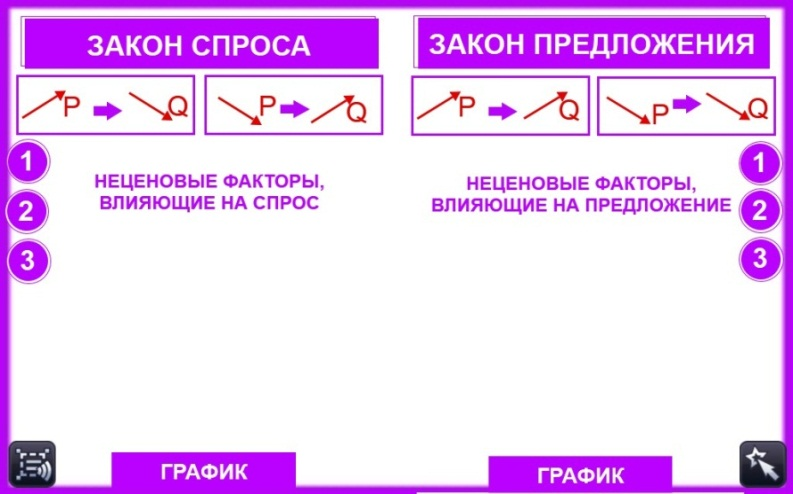 ЗАКОН СПРОСА
P Q
P Q
1
2
3
НЕЦЕНОВЫЕ ФАКТОРЫ,
ВЛИЯЮЩИЕ НА СПРОС
ГРАФИК
ЗАКОН ПРЕДЛОЖЕНИЯ
P Q
P Q
НЕЦЕНОВЫЕ ФАКТОРЫ,
ВЛИЯЮЩИЕ НА ПРЕДЛОЖЕНИЕ
1
2
3
ГРАФИК